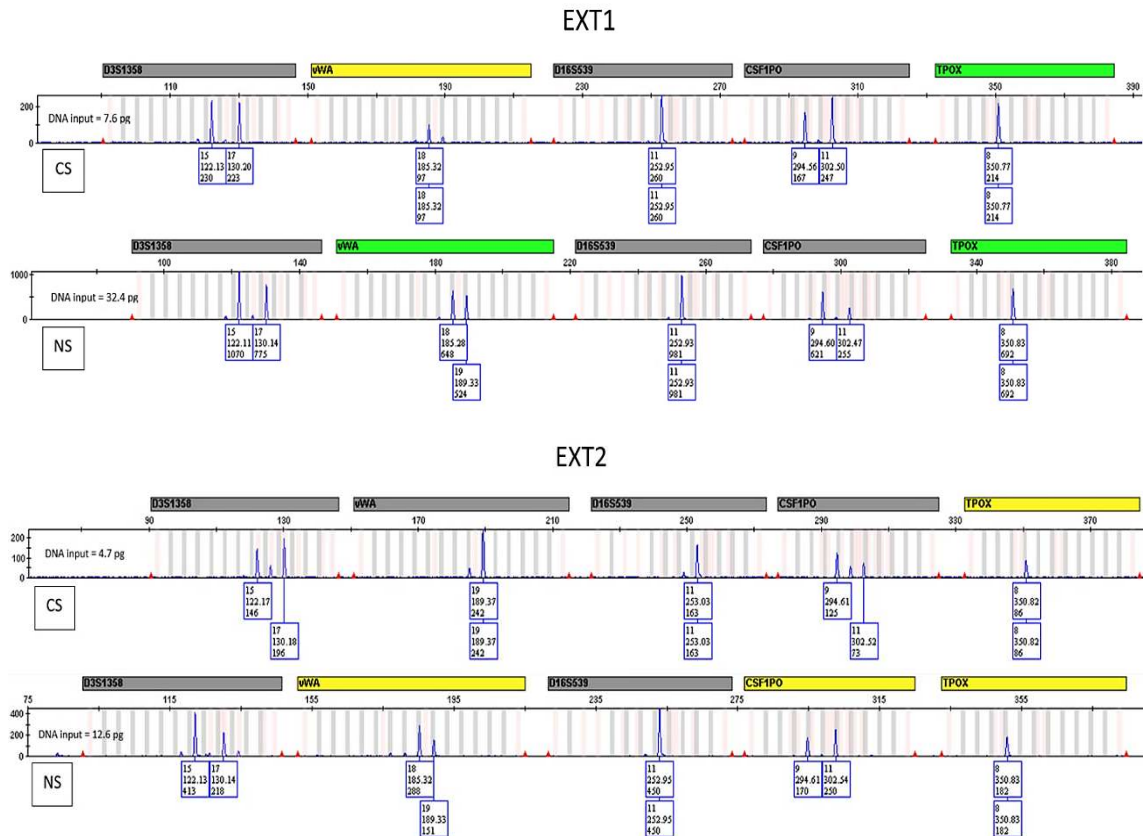 EXT1
D3S1358 vWA D16S539 CSF1PO TPOX
110 150 190 230 270 310 350 390
200
DNA input = 7.6 pg
0
CS
15 17 18 11 9 11 8
122.13 130.20 185.32 252.95 294.56 302.50 350.77
230 223 97 260 167 247 214
18 11 8
185.32 252.95 350.77
97 260 214
D3S1358 vWA D16S539 CSF1PO TPOX
100 140 180 220 260 300 340 380
1000
DNA input = 32.4 pg
0
NS
15 17 18 11 9 11 8
122.11 130.14 185.28 252.93 294.60 302.47 350.83
1070 775 648 981 621 255 692
19 11 8
189.33 252.93 350.83
524 981 692
EXT2
D3S1358 vWA D16S539 CSF1PO TPOX
90 130 170 210 250 290 330 370
200
100
DNA input = 4.7 pg
0
CS
15 19 11 9 8
122.17 189.37 253.03 294.61 350.82
146 242 163 125 86
17 19 11 11 8
130.18 189.37 253.03 302.52 350.82
196 242 163 73 86
D3S1358 vWA D16S539 CSF1PO TPOX
75 115 155 195 235 275 315 355
400
200
DNA input = 12.6 pg
0
NS
15 17 18 11 9 11 8
122.13 130.14 185.32 252.95 294.61 302.54 350.83
413 218 288 450 170 250 182
19 11 8
189.33 252.95 350.83
151 450 182